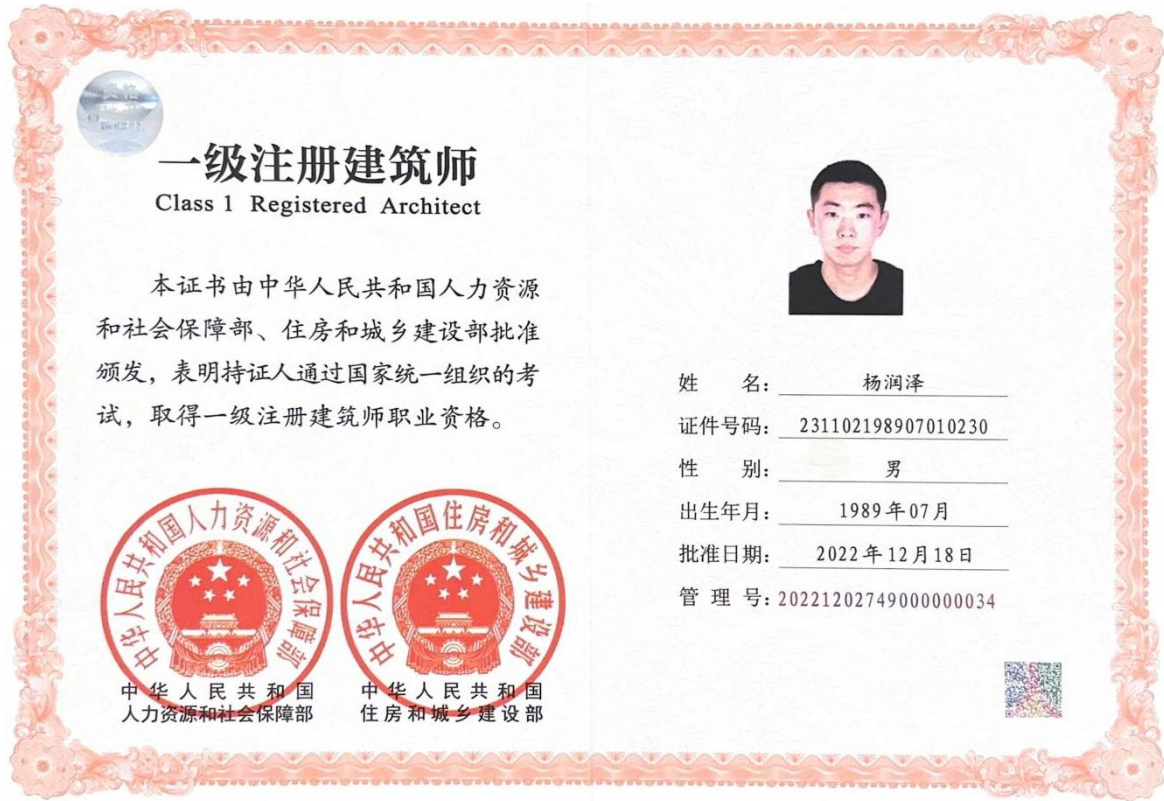 一级注册建筑师
Class 1 Registered Architect
本证书由中华人民共和国人力资源
和社会保障部、住房和城乡建设部批准
颁发，表明持证人通过国家统一组织的考
试，取得一级注册建筑师职业资格。
中华人民共和国人力资源和社会保障部
中华人民共和国住房和城乡建设部
中华人民共和国
人力资源和社会保障部
中华人民共和国
住房和城乡建设部
姓 名： 杨润泽
证件号码： 231102198907010230
性 别： 男
出生年月： 1989年07月
批准日期： 2022年12月18日
管 理 号： 20221202749000000034